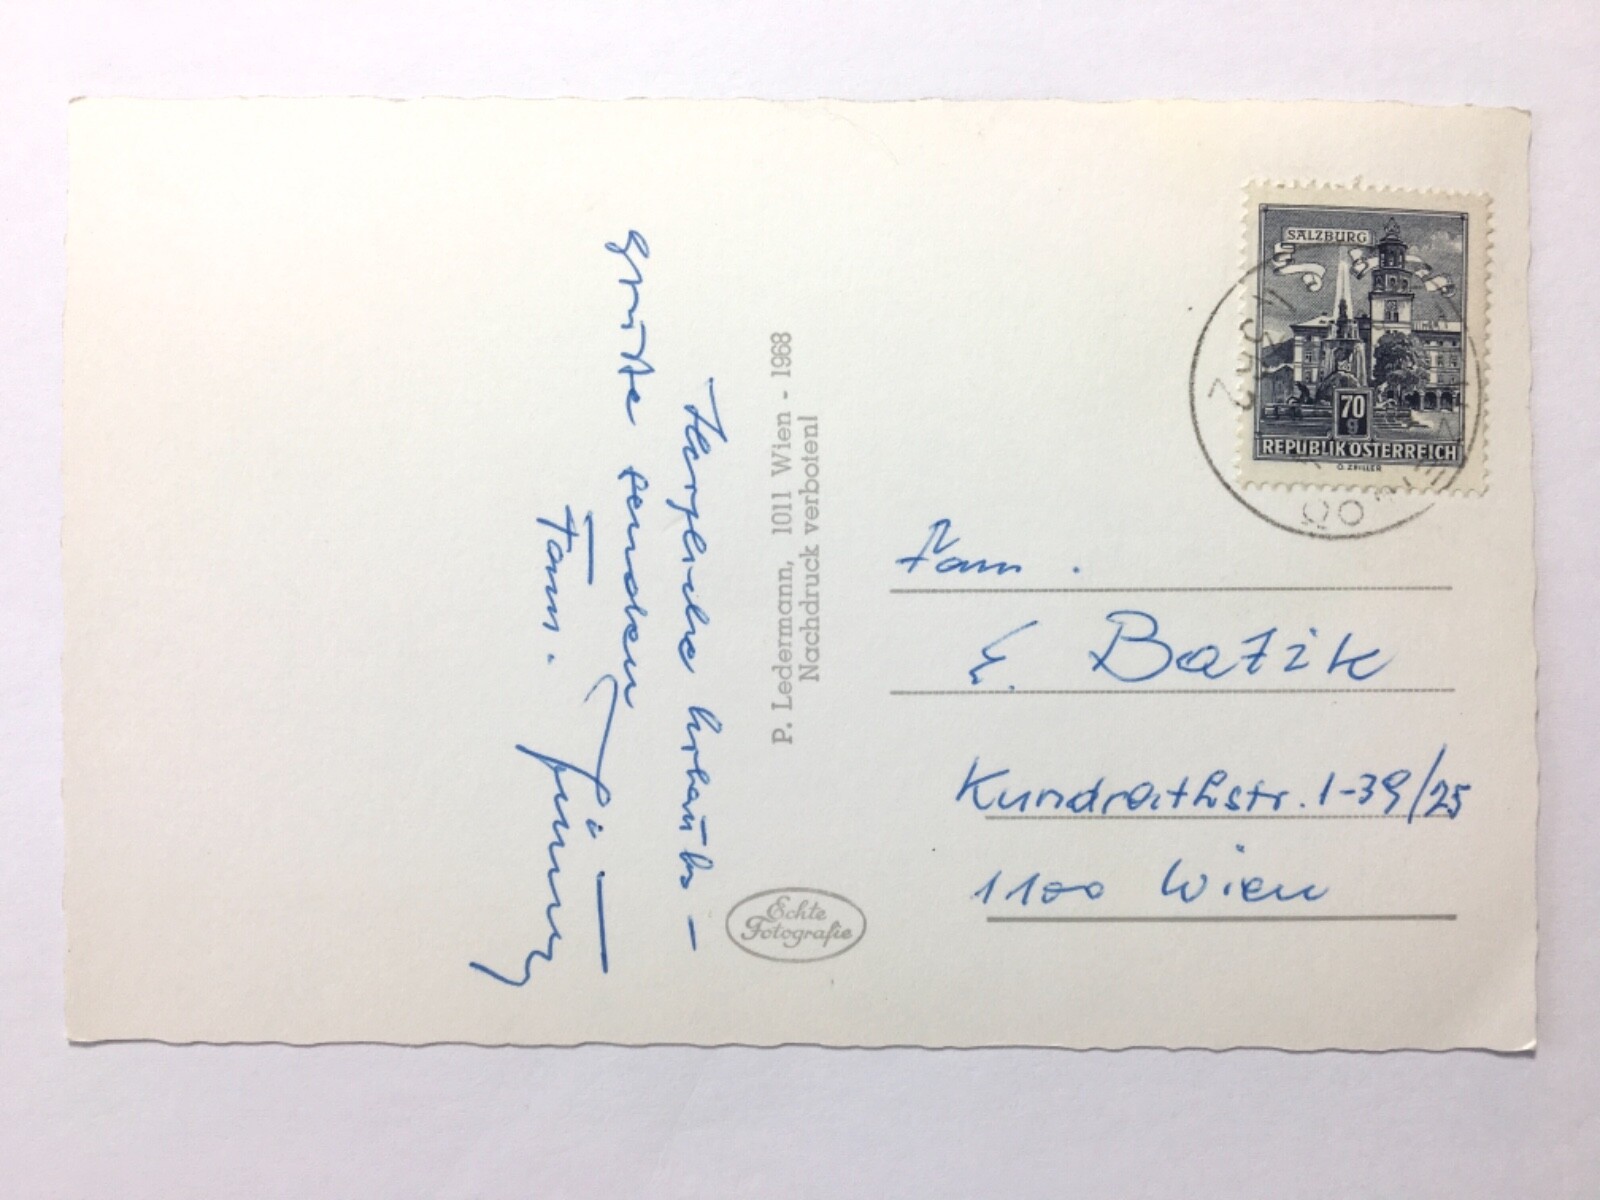 Herzliche Urlaubs-
grüße senden
Fam.
P. Ledermann, 1011 Wien - 1968
Nachdruck verboten!
Echte
Fotografie
SALZBURG
70
g
REPUBLIK ÖSTERREICH
Fam.
Batik
Kundrathstr. 1-39/25
1100 Wien